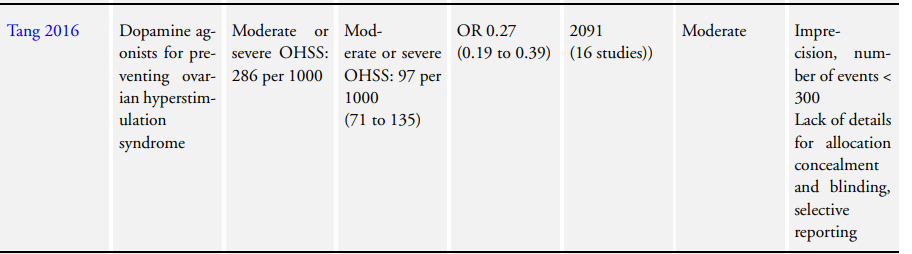 Tang 2016
Dopamine ag-
onists for pre-
venting ovar-
ian hyperstim-
ulation
syndrome
Moderate or
severe OHSS:
286 per 1000
Mod-
erate or severe
OHSS: 97 per
1000
(71 to 135)
OR 0.27
(0.19 to 0.39)
2091
(16 studies))
Moderate
Impre-
cision, num-
ber of events <
300
Lack of details
for allocation
concealment
and blinding,
selective
reporting